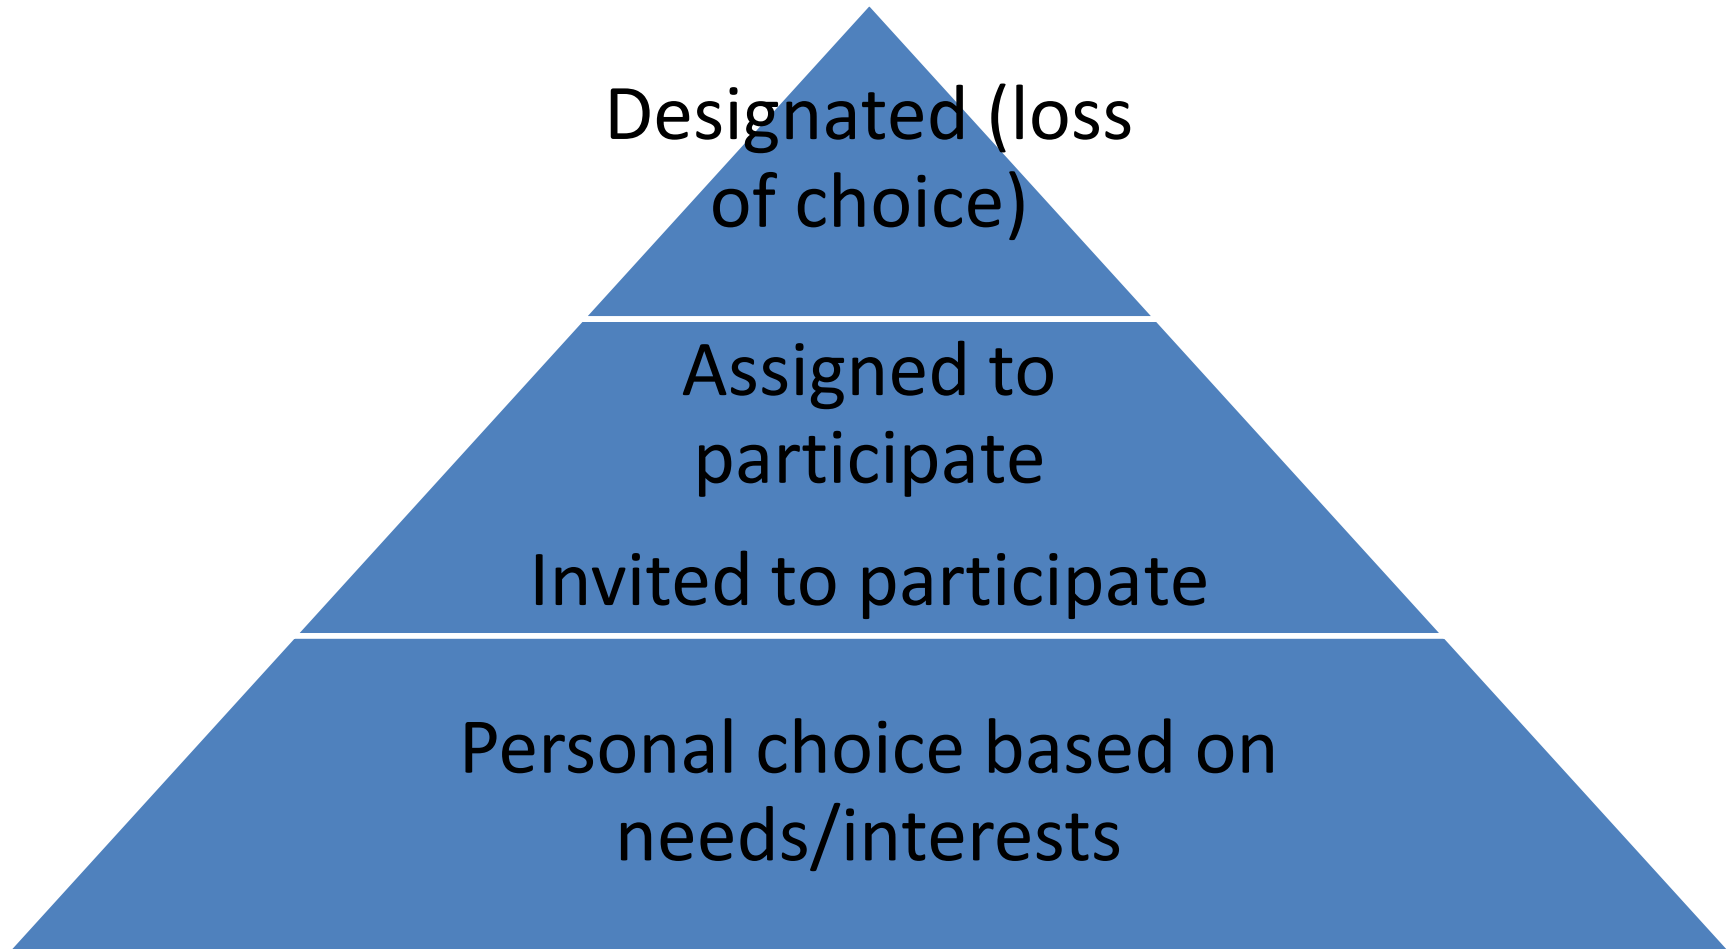 Designated (loss
of choice)
Assigned to
participate
Invited to participate
Personal choice based on
needs/interests